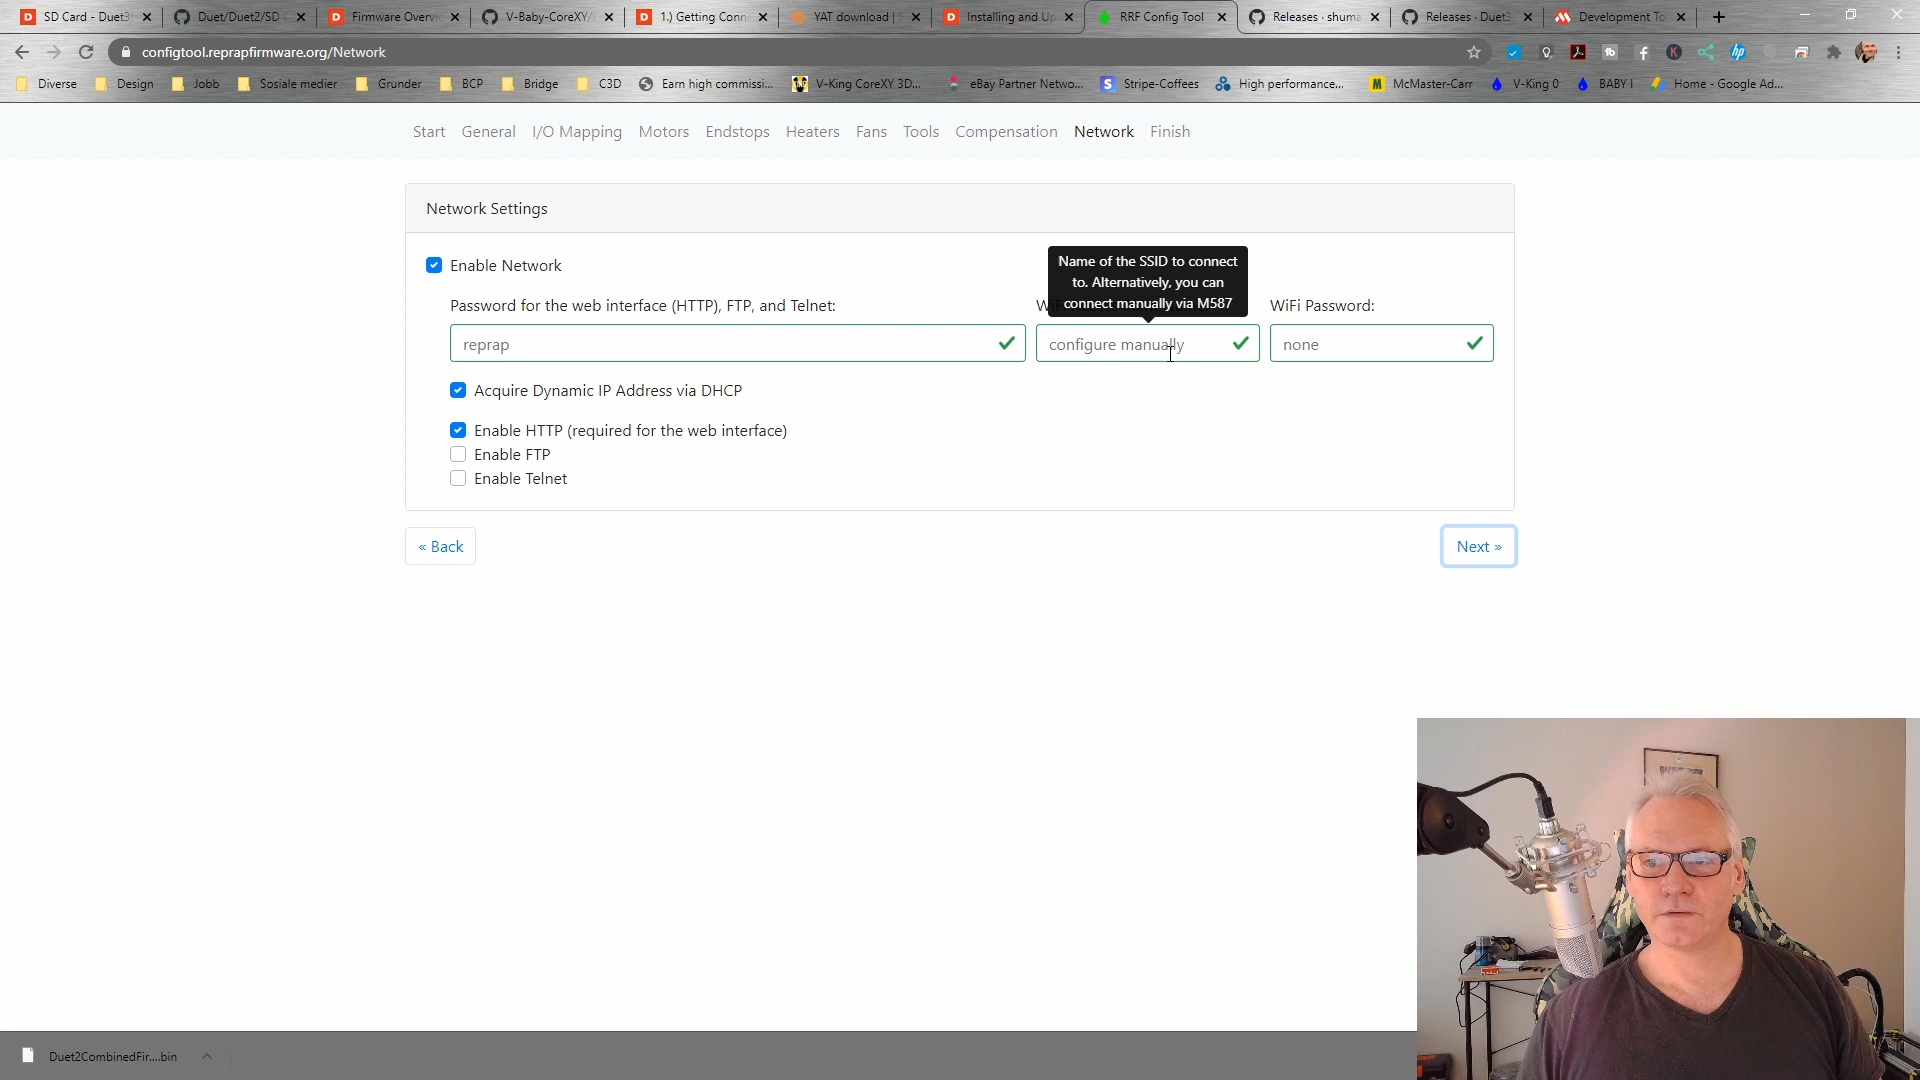 SD Card - Duet3
Duet/Duet2/SD
Firmware Overvi
V-Baby-CoreXY/
1.) Getting Conn
YAT download |
Installing and Up
RRF Config Tool
Releases · shuma
Releases · Duet3
Development To
configtool.reprapfirmware.org/Network
Diverse
Design
Jobb
Sosiale medier
Grunder
BCP
Bridge
C3D
Earn high commissi...
V-King CoreXY 3D...
eBay Partner Netwo...
Stripe-Coffees
High performance...
McMaster-Carr
V-King 0
BABY I
Home - Google Ad...
Start
General
I/O Mapping
Motors
Endstops
Heaters
Fans
Tools
Compensation
Network
Finish
Network Settings
Enable Network
Name of the SSID to connect
to. Alternatively, you can
connect manually via M587
Password for the web interface (HTTP), FTP, and Telnet:
WiFi Password:
reprap
configure manually
none
Acquire Dynamic IP Address via DHCP
Enable HTTP (required for the web interface)
Enable FTP
Enable Telnet
« Back
Next »
Duet2CombinedFir....bin